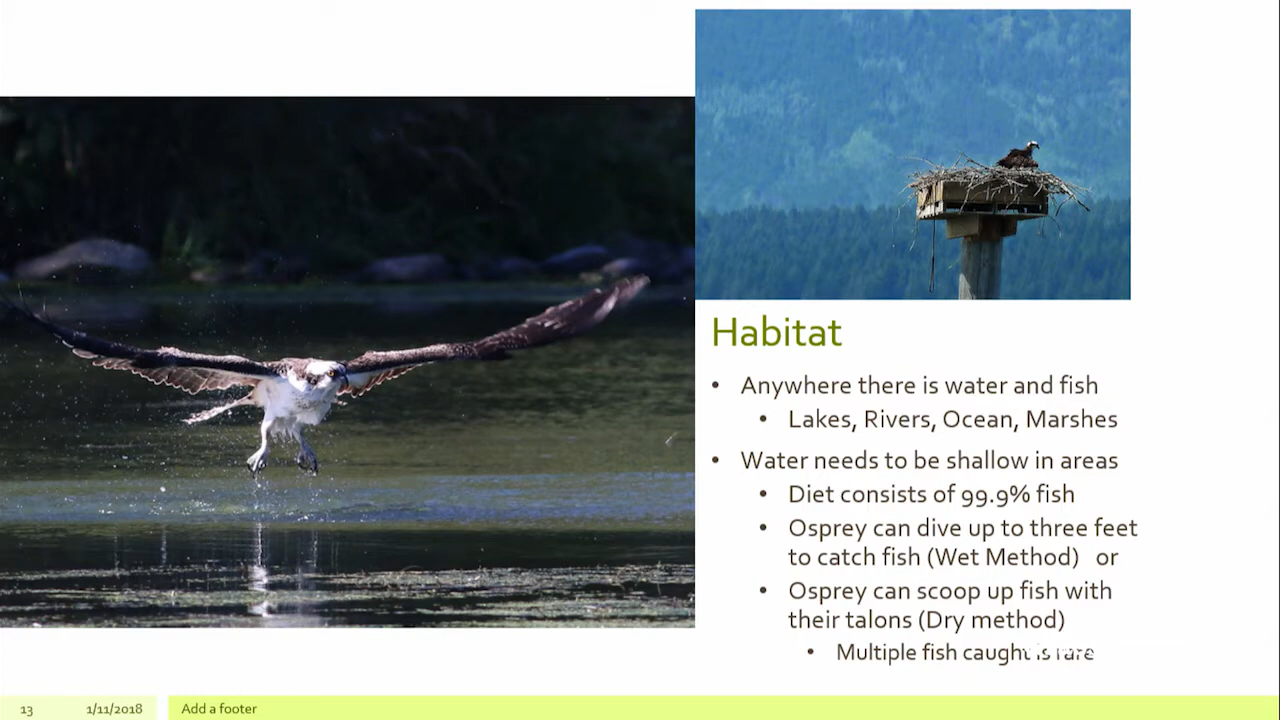 Habitat
• Anywhere there is water and fish
• Lakes, Rivers, Ocean, Marshes
• Water needs to be shallow in areas
• Diet consists of 99.9% fish
• Osprey can dive up to three feet
to catch fish (Wet Method) or
• Osprey can scoop up fish with
their talons (Dry method)
• Multiple fish caught is rare
13 1/11/2018 Add a footer